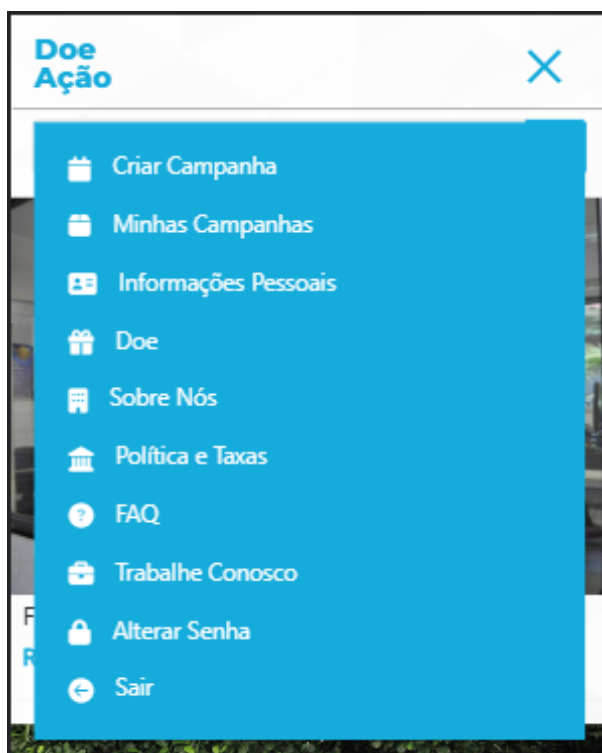 Doe
Ação
Criar Campanha
Minhas Campanhas
Informações Pessoais
Doe
Sobre Nós
Política e Taxas
FAQ
Trabalhe Conosco
Alterar Senha
Sair
F
R